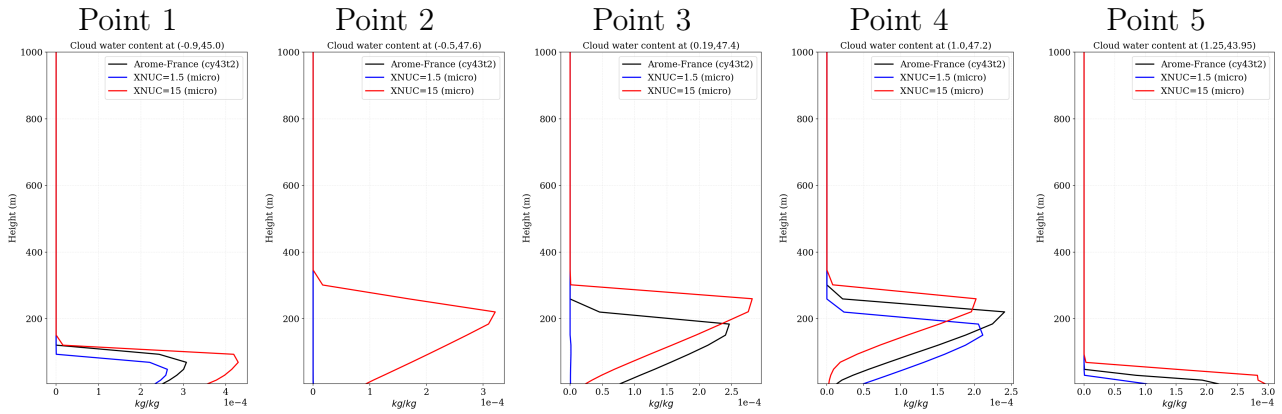 Point 1
Cloud water content at (-0.9,45.0)
Arome-France (cy43t2)
XNUC=1.5 (micro)
XNUC=15 (micro)
1000
800
600
400
200
Height (m)
0
1
2
3
4
1e−4
kg/kg
Point 2
Cloud water content at (-0.5,47.6)
Arome-France (cy43t2)
XNUC=1.5 (micro)
XNUC=15 (micro)
1000
800
600
400
200
Height (m)
0
1
2
3
1e−4
kg/kg
Point 3
Cloud water content at (0.19,47.4)
Arome-France (cy43t2)
XNUC=1.5 (micro)
XNUC=15 (micro)
1000
800
600
400
200
Height (m)
0.0
0.5
1.0
1.5
2.0
2.5
1e−4
kg/kg
Point 4
Cloud water content at (1.0,47.2)
Arome-France (cy43t2)
XNUC=1.5 (micro)
XNUC=15 (micro)
1000
800
600
400
200
Height (m)
0.0
0.5
1.0
1.5
2.0
2.5
1e−4
kg/kg
Point 5
Cloud water content at (1.25,43.95)
Arome-France (cy43t2)
XNUC=1.5 (micro)
XNUC=15 (micro)
1000
800
600
400
200
Height (m)
0.0
0.5
1.0
1.5
2.0
2.5
3.0
1e−4
kg/kg